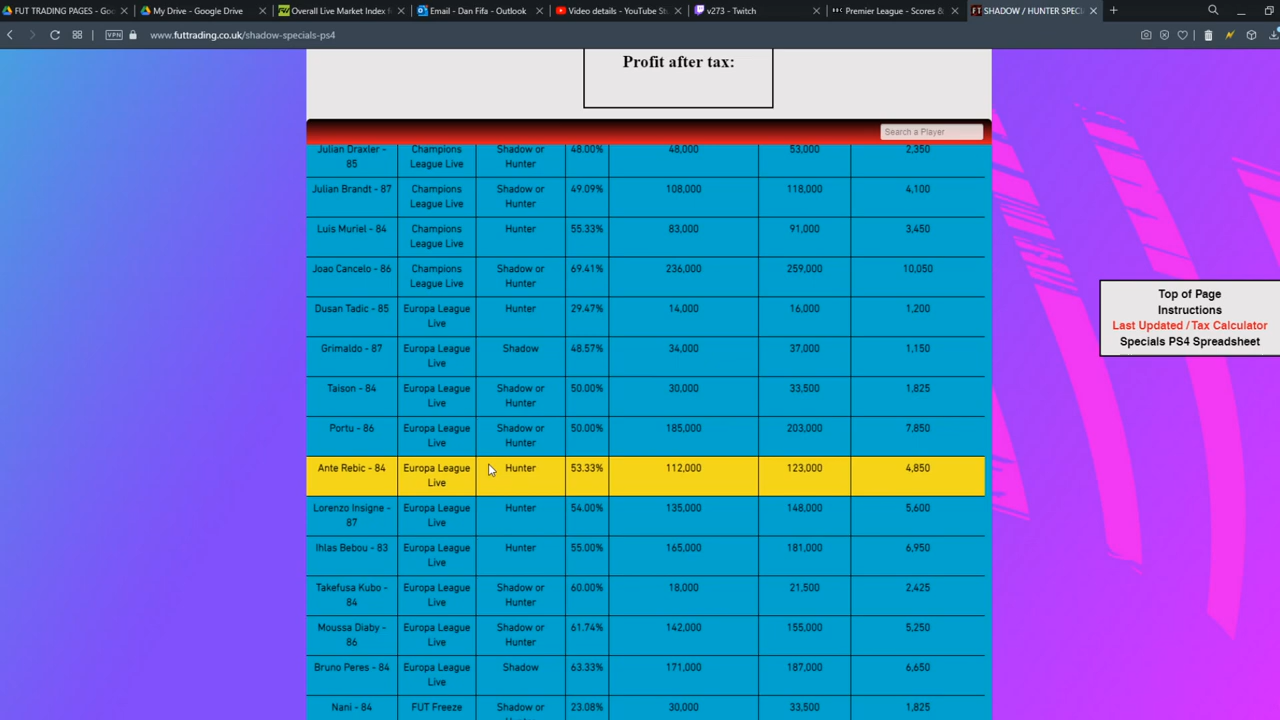 FUT TRADING PAGES - Goo
My Drive - Google Drive
Overall Live Market Index
Email - Dan Fifa - Outlook
Video details - YouTube St
v273 - Twitch
Premier League - Scores &
SHADOW / HUNTER SPECI
VPN
www.futtrading.co.uk/shadow-specials-ps4
Profit after tax:
Search a Player
Julian Draxler - 85 Champions League Live Shadow or Hunter 48.00% 48,000 53,000 2,350
Julian Brandt - 87 Champions League Live Shadow or Hunter 49.09% 108,000 118,000 4,100
Luis Muriel - 84 Champions League Live Hunter 55.33% 83,000 91,000 3,450
Joao Cancelo - 86 Champions League Live Shadow or Hunter 69.41% 236,000 259,000 10,050
Dusan Tadic - 85 Europa League Live Hunter 29.47% 14,000 16,000 1,200
Grimaldo - 87 Europa League Live Shadow 48.57% 34,000 37,000 1,150
Taison - 84 Europa League Live Shadow or Hunter 50.00% 30,000 33,500 1,825
Portu - 86 Europa League Live Shadow or Hunter 50.00% 185,000 203,000 7,850
Ante Rebic - 84 Europa League Live Hunter 53.33% 112,000 123,000 4,850
Lorenzo Insigne - 87 Europa League Live Hunter 54.00% 135,000 148,000 5,600
Ihlas Bebou - 83 Europa League Live Hunter 55.00% 165,000 181,000 6,950
Takefusa Kubo - 84 Europa League Live Shadow or Hunter 60.00% 18,000 21,500 2,425
Moussa Diaby - 86 Europa League Live Shadow or Hunter 61.74% 142,000 155,000 5,250
Bruno Peres - 84 Europa League Live Shadow 63.33% 171,000 187,000 6,650
Nani - 84 FUT Freeze Shadow or 23.08% 30,000 33,500 1,825
Top of Page
Instructions
Last Updated / Tax Calculator
Specials PS4 Spreadsheet